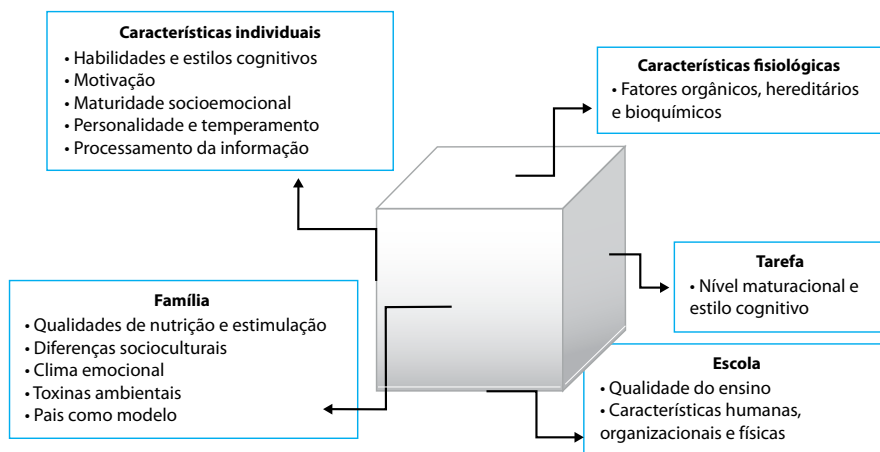 Características individuais
• Habilidades e estilos cognitivos
• Motivação
• Maturidade socioemocional
• Personalidade e temperamento
• Processamento da informação
Características fisiológicas
• Fatores orgânicos, hereditários
e bioquímicos
Tarefa
• Nível maturacional e
estilo cognitivo
Família
• Qualidades de nutrição e estimulação
• Diferenças socioculturais
• Clima emocional
• Toxinas ambientais
• Pais como modelo
Escola
• Qualidade do ensino
• Características humanas,
organizacionais e físicas